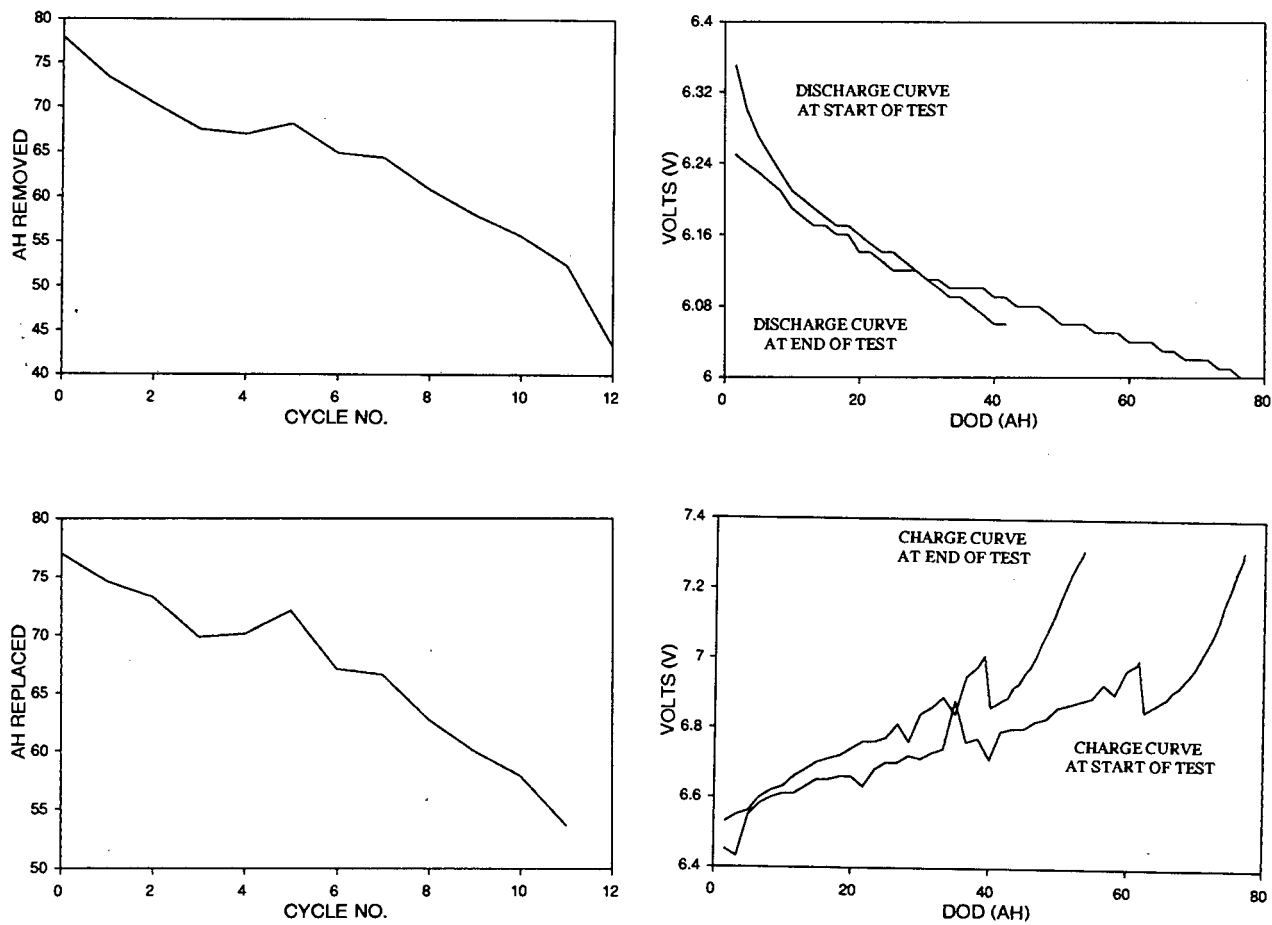 80
75
70
65
60
55
50
45
40
AH REMOVED
0 2 4 6 8 10 12
CYCLE NO.
6.4
6.32
6.24
6.16
6.08
6
VOLTS (V)
DISCHARGE CURVE
AT START OF TEST
DISCHARGE CURVE
AT END OF TEST
0 20 40 60 80
DOD (AH)
80
75
70
65
60
55
50
AH REPLACED
0 2 4 6 8 10 12
CYCLE NO.
7.4
7.2
7
6.8
6.6
6.4
VOLTS (V)
CHARGE CURVE
AT END OF TEST
CHARGE CURVE
AT START OF TEST
0 20 40 60 80
DOD (AH)